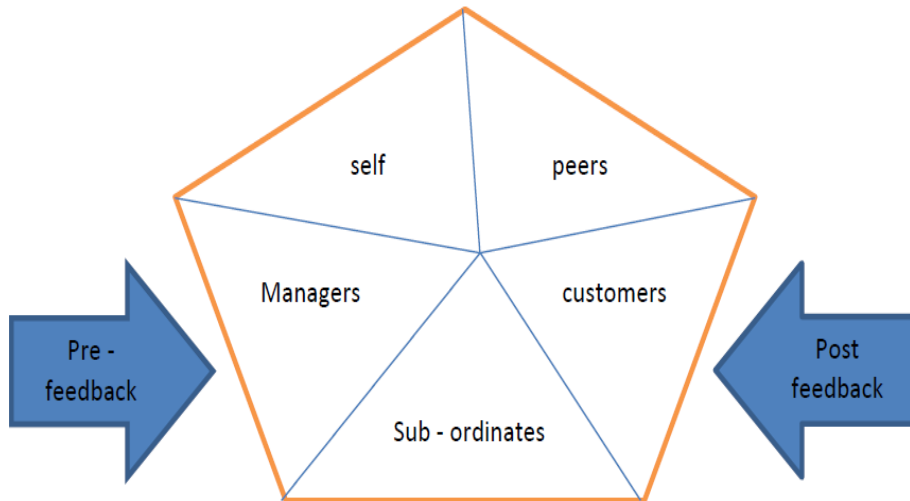 self
peers
Managers
customers
Pre -
feedback
Post
feedback
Sub - ordinates